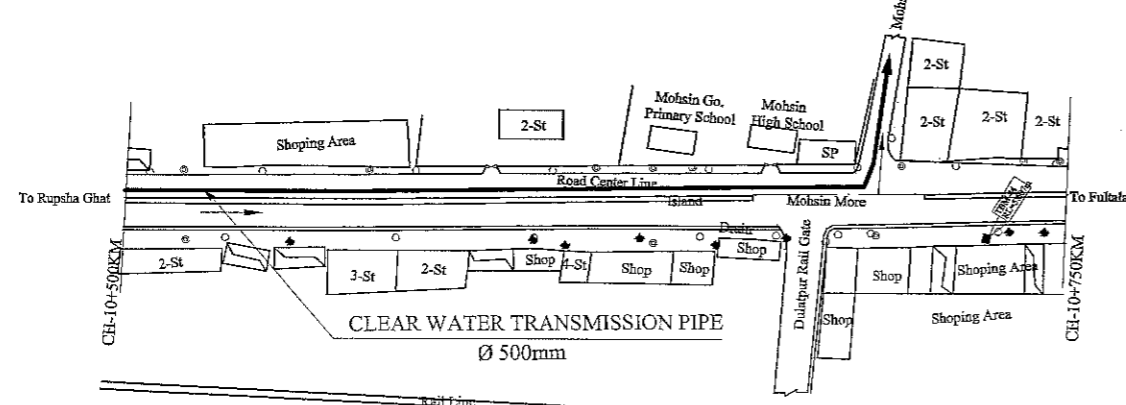 Mohs
2-St
Mohsin Go.
Primary School
Mohsin
High School
2-St
Shoping Area
SP
2-St
2-St
2-St
To Rupsha Ghat
Road Center Line
Island
Mohsin More
To Fultala
CH-10+500KM
2-St
3-St
2-St
Shop
4-St
Shop
Shop
Drain
Shop
Dulatpur Rail Gate
Shop
Shop
Shoping Area
Shoping Area
CH-10+750KM
CLEAR WATER TRANSMISSION PIPE
Ø 500mm
Rail Line